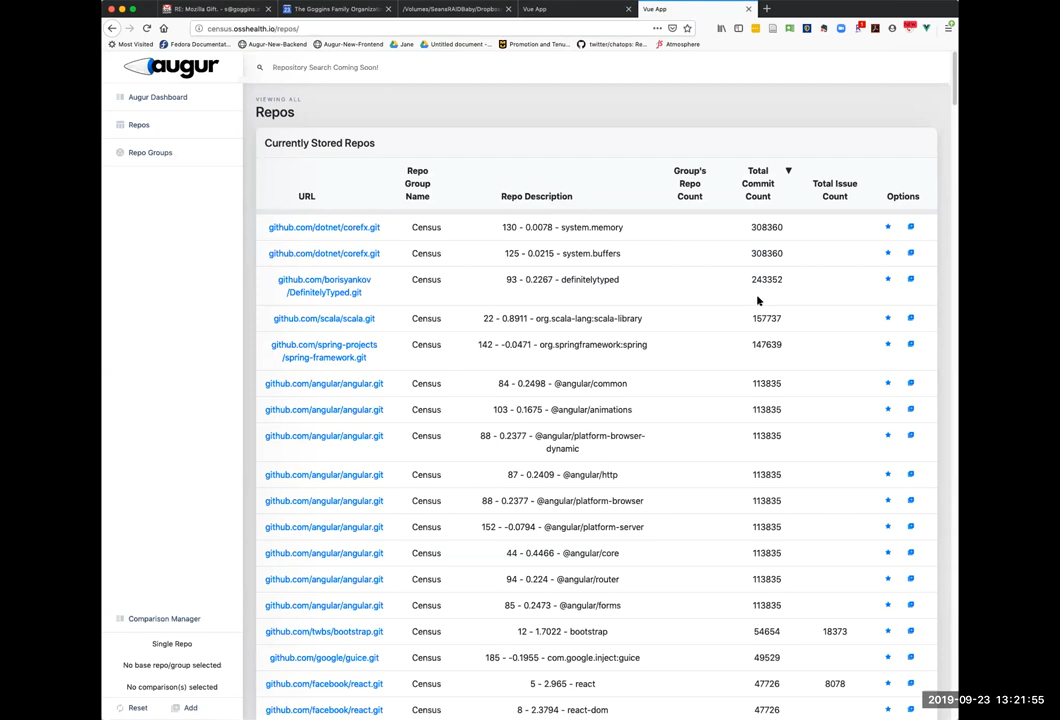 RE: Mozilla Gift. - s@goggins
The Goggins Family Organizatio
/Volumes/SeansRAIDBaby/Dropbo
Vue App
Vue App
census.osshealth.io/repos/
Most Visited
Fedora Documentat...
Augur-New-Backend
Augur-New-Frontend
Jane
Untitled document -...
Promotion and Tenu...
twitter/chatops: Re...
Atmosphere
augur
Repository Search Coming Soon!
Augur Dashboard
Repos
Repo Groups
VIEWING ALL
Repos
Currently Stored Repos
URL
Repo Group Name
Repo Description
Group's Repo Count
Total Commit Count ▼
Total Issue Count
Options
github.com/dotnet/corefx.git Census 130 - 0.0078 - system.memory 308360
github.com/dotnet/corefx.git Census 125 - 0.0215 - system.buffers 308360
github.com/borisyankov/DefinitelyTyped.git Census 93 - 0.2267 - definitelytyped 243352
github.com/scala/scala.git Census 22 - 0.8911 - org.scala-lang:scala-library 157737
github.com/spring-projects/spring-framework.git Census 142 - -0.0471 - org.springframework:spring 147639
github.com/angular/angular.git Census 84 - 0.2498 - @angular/common 113835
github.com/angular/angular.git Census 103 - 0.1675 - @angular/animations 113835
github.com/angular/angular.git Census 88 - 0.2377 - @angular/platform-browser-dynamic 113835
github.com/angular/angular.git Census 87 - 0.2409 - @angular/http 113835
github.com/angular/angular.git Census 88 - 0.2377 - @angular/platform-browser 113835
github.com/angular/angular.git Census 152 - -0.0794 - @angular/platform-server 113835
github.com/angular/angular.git Census 44 - 0.4466 - @angular/core 113835
github.com/angular/angular.git Census 94 - 0.224 - @angular/router 113835
github.com/angular/angular.git Census 85 - 0.2473 - @angular/forms 113835
github.com/twbs/bootstrap.git Census 12 - 1.7022 - bootstrap 54654 18373
github.com/google/guice.git Census 185 - -0.1955 - com.google.inject:guice 49529
github.com/facebook/react.git Census 5 - 2.965 - react 47726 8078
github.com/facebook/react.git Census 8 - 2.3794 - react-dom 47726
Comparison Manager
Single Repo
No base repo/group selected
No comparison(s) selected
Reset
Add
2019-09-23 13:21:55